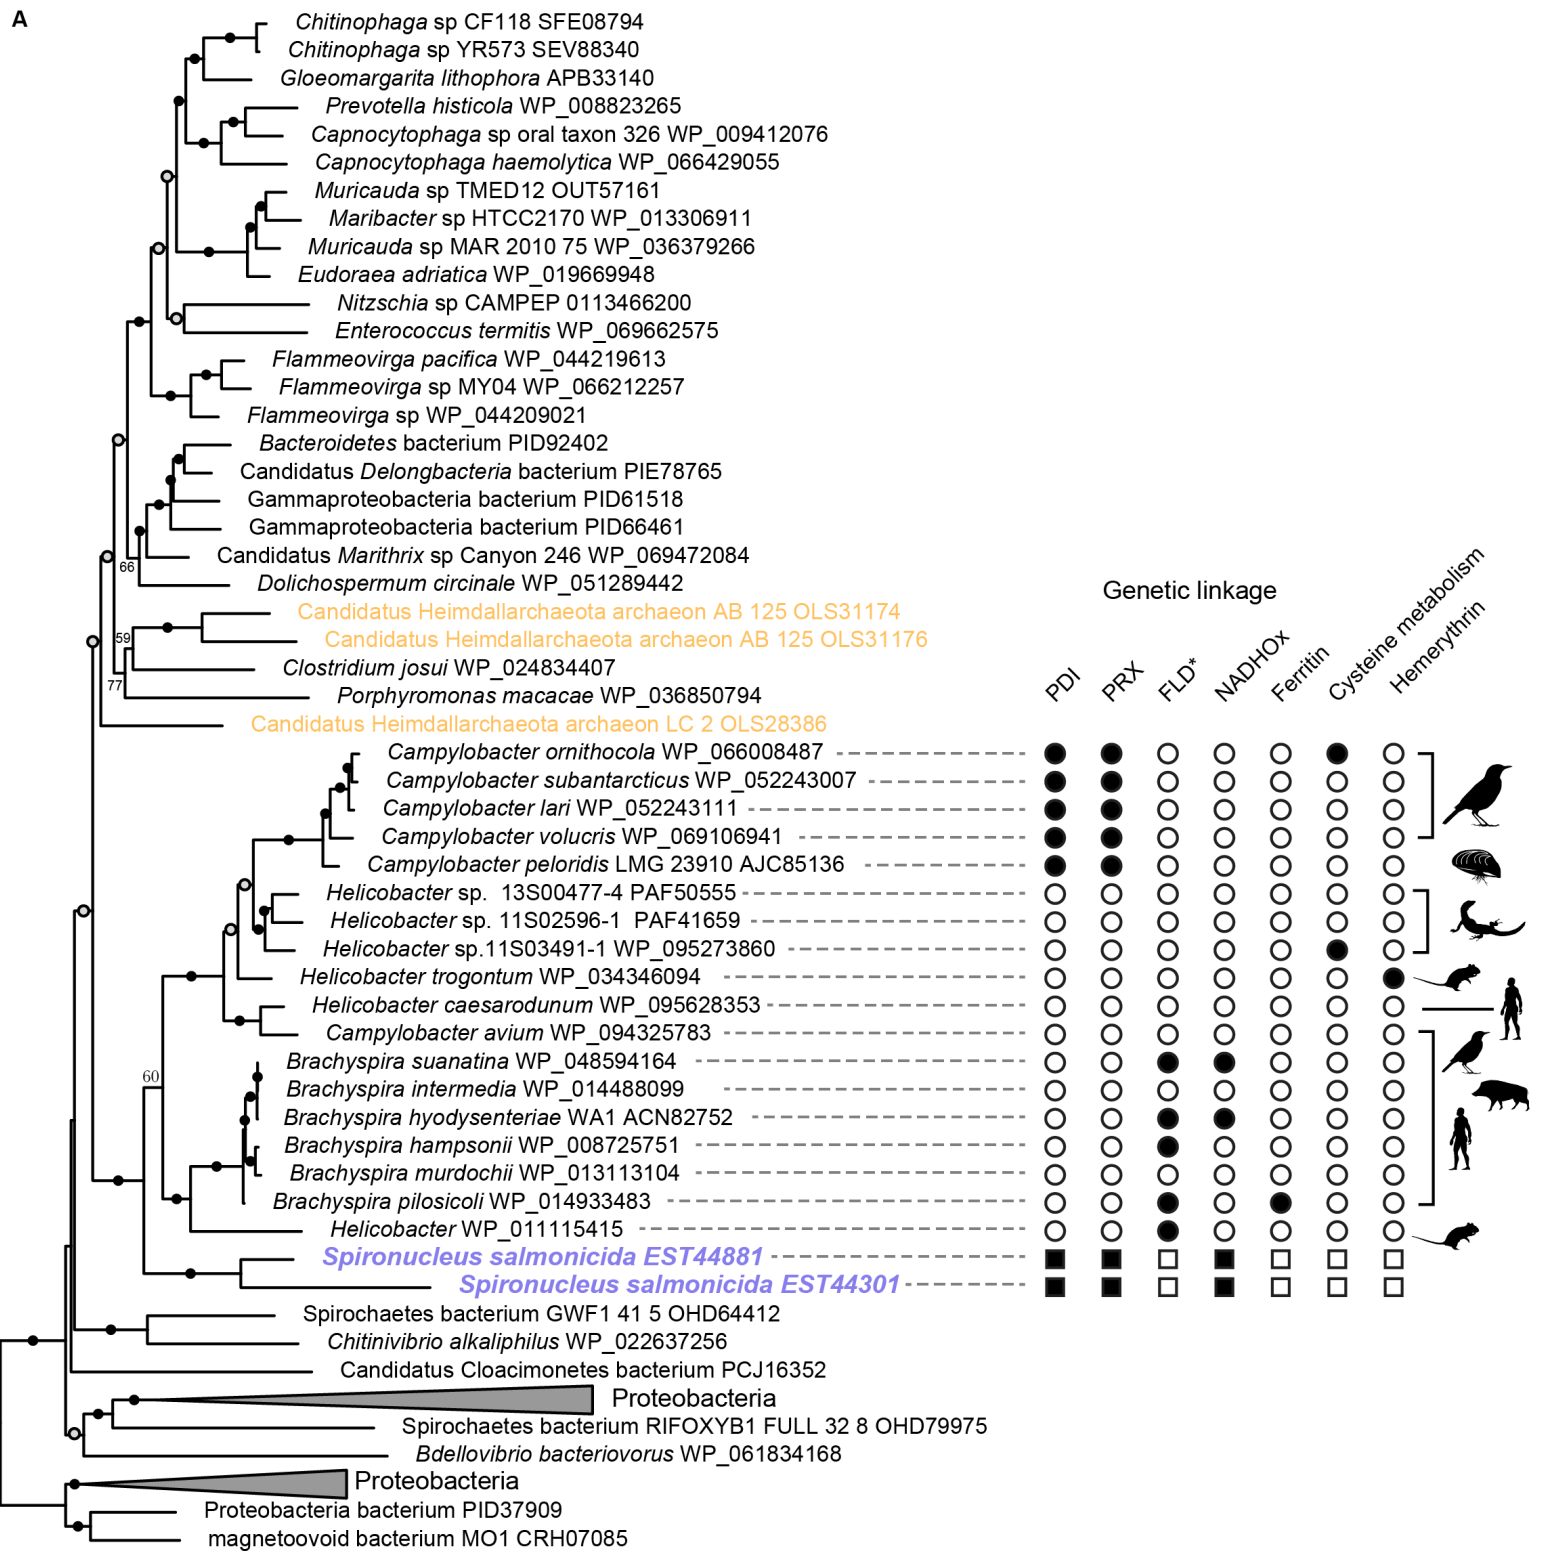 A
Chitinophaga sp CF118 SFE08794
Chitinophaga sp YR573 SEV88340
Gloeomargarita lithophora APB33140
Prevotella histicola WP_008823265
Capnocytophaga sp oral taxon 326 WP_009412076
Capnocytophaga haemolytica WP_066429055
Muricauda sp TMED12 OUT57161
Maribacter sp HTCC2170 WP_013306911
Muricauda sp MAR 2010 75 WP_036379266
Eudoraea adriatica WP_019669948
Nitzschia sp CAMPEP 0113466200
Enterococcus termitis WP_069662575
Flammeovirga pacifica WP_044219613
Flammeovirga sp MY04 WP_066212257
Flammeovirga sp WP_044209021
Bacteroidetes bacterium PID92402
Candidatus Delongbacteria bacterium PIE78765
Gammaproteobacteria bacterium PID61518
Gammaproteobacteria bacterium PID66461
Candidatus Marithrix sp Canyon 246 WP_069472084
66
Dolichospermum circinale WP_051289442
Genetic linkage
PDI
PRX
FLD*
NADHOx
Ferritin
Cysteine metabolism
Hemerythrin
Candidatus Heimdallarchaeota archaeon AB 125 OLS31174
59
Candidatus Heimdallarchaeota archaeon AB 125 OLS31176
Clostridium josui WP_024834407
77
Porphyromonas macacae WP_036850794
Candidatus Heimdallarchaeota archaeon LC 2 OLS28386
Campylobacter ornithocola WP_066008487
Campylobacter subantarcticus WP_052243007
Campylobacter lari WP_052243111
Campylobacter volucris WP_069106941
Campylobacter peloridis LMG 23910 AJC85136
Helicobacter sp. 13S00477-4 PAF50555
Helicobacter sp. 11S02596-1 PAF41659
Helicobacter sp.11S03491-1 WP_095273860
Helicobacter trogontum WP_034346094
Helicobacter caesarodunum WP_095628353
Campylobacter avium WP_094325783
Brachyspira suanatina WP_048594164
60
Brachyspira intermedia WP_014488099
Brachyspira hyodysenteriae WA1 ACN82752
Brachyspira hampsonii WP_008725751
Brachyspira murdochii WP_013113104
Brachyspira pilosicoli WP_014933483
Helicobacter WP_011115415
Spironucleus salmonicida EST44881
Spironucleus salmonicida EST44301
Spirochaetes bacterium GWF1 41 5 OHD64412
Chitinivibrio alkaliphilus WP_022637256
Candidatus Cloacimonetes bacterium PCJ16352
Proteobacteria
Spirochaetes bacterium RIFOXYB1 FULL 32 8 OHD79975
Bdellovibrio bacteriovorus WP_061834168
Proteobacteria
Proteobacteria bacterium PID37909
magnetoovoid bacterium MO1 CRH07085